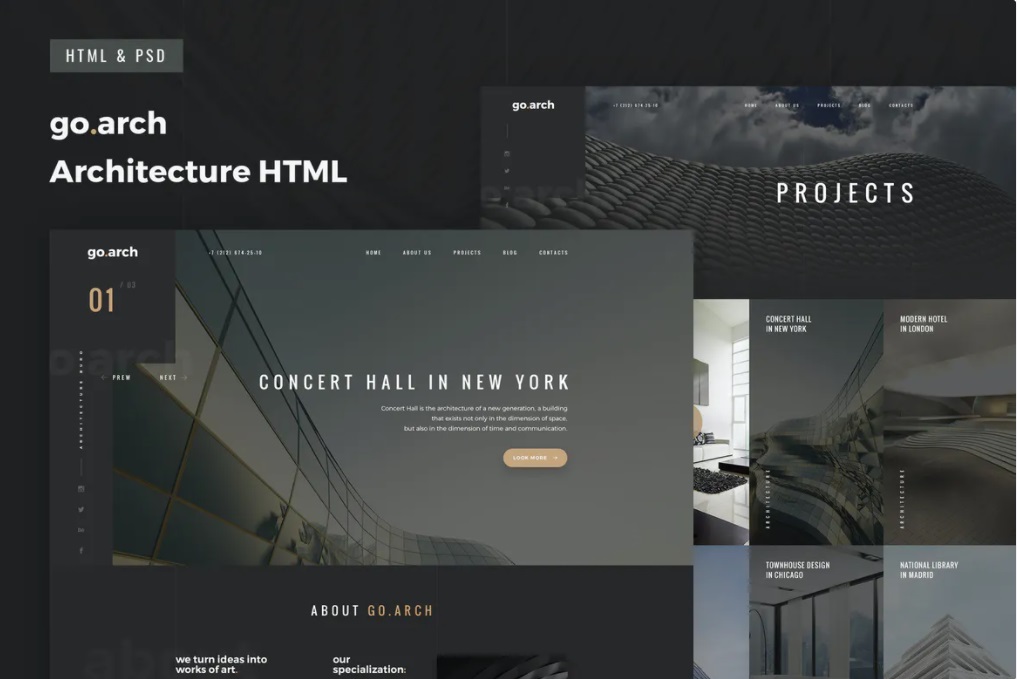 HTML & PSD
go.arch
Architecture HTML
go.arch
+7 (212) 674-25-10
HOME
ABOUT US
PROJECTS
BLOG
CONTACTS
PROJECTS
go.arch
+7 (212) 674-25-10
HOME
ABOUT US
PROJECTS
BLOG
CONTACTS
01 / 03
PREW
NEXT
CONCERT HALL IN NEW YORK
Concert Hall is the architecture of a new generation, a building
that exists not only in the dimension of space,
but also in the dimension of time and communication.
LOOK MORE
ABOUT GO.ARCH
we turn ideas into
works of art.
our
specialization:
CONCERT HALL
IN NEW YORK
ARCHITECTURE
MODERN HOTEL
IN LONDON
ARCHITECTURE
TOWNHOUSE DESIGN
IN CHICAGO
NATIONAL LIBRARY
IN MADRID